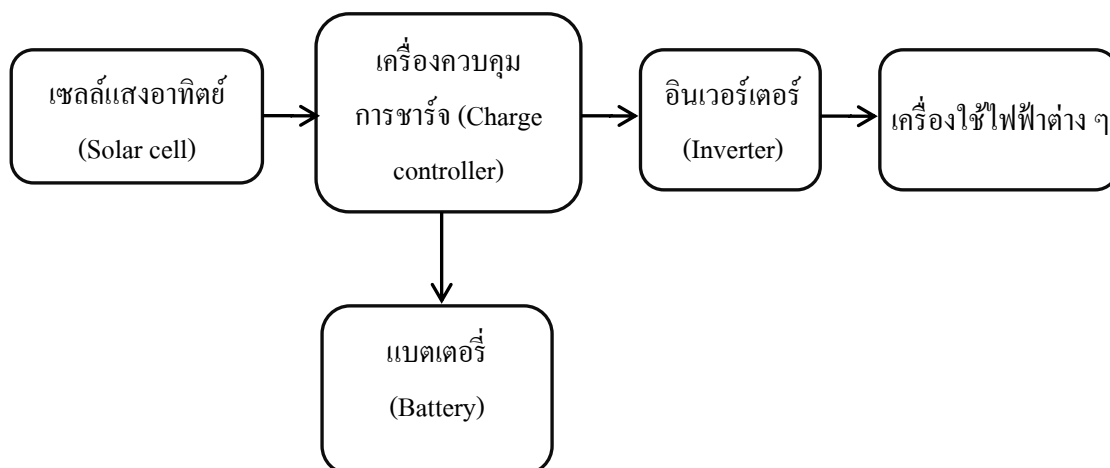 เซลล์แสงอาทิตย์
(Solar cell)
เครื่องควบคุม
การชาร์จ (Charge
controller)
อินเวอร์เตอร์
(Inverter)
เครื่องใช้ไฟฟ้าต่าง ๆ
แบตเตอรี่
(Battery)